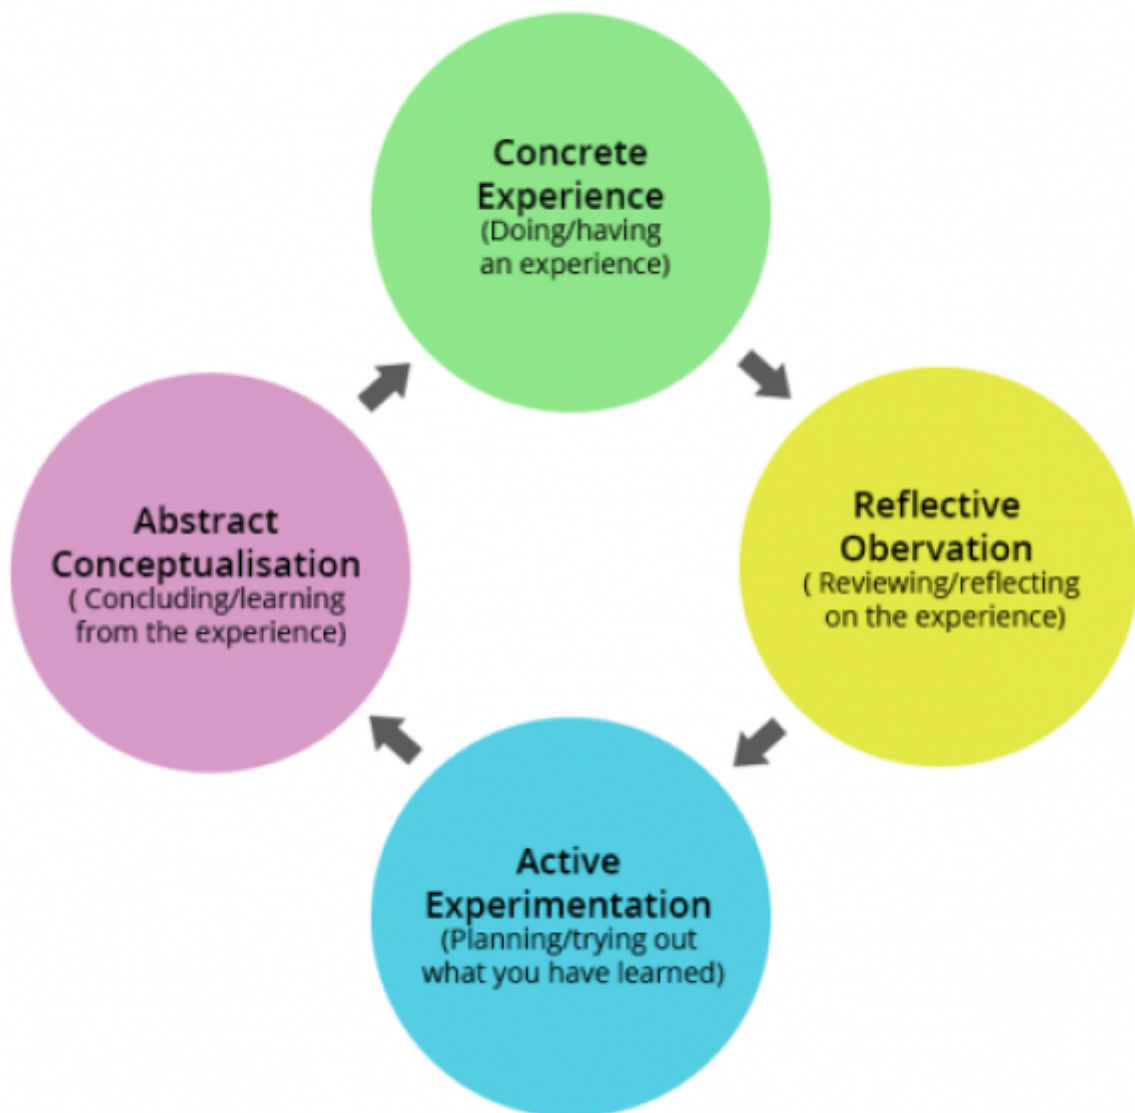 Concrete
Experience
(Doing/having
an experience)
Reflective
Obervation
( Reviewing/reflecting
on the experience)
Active
Experimentation
(Planning/trying out
what you have learned)
Abstract
Conceptualisation
( Concluding/learning
from the experience)